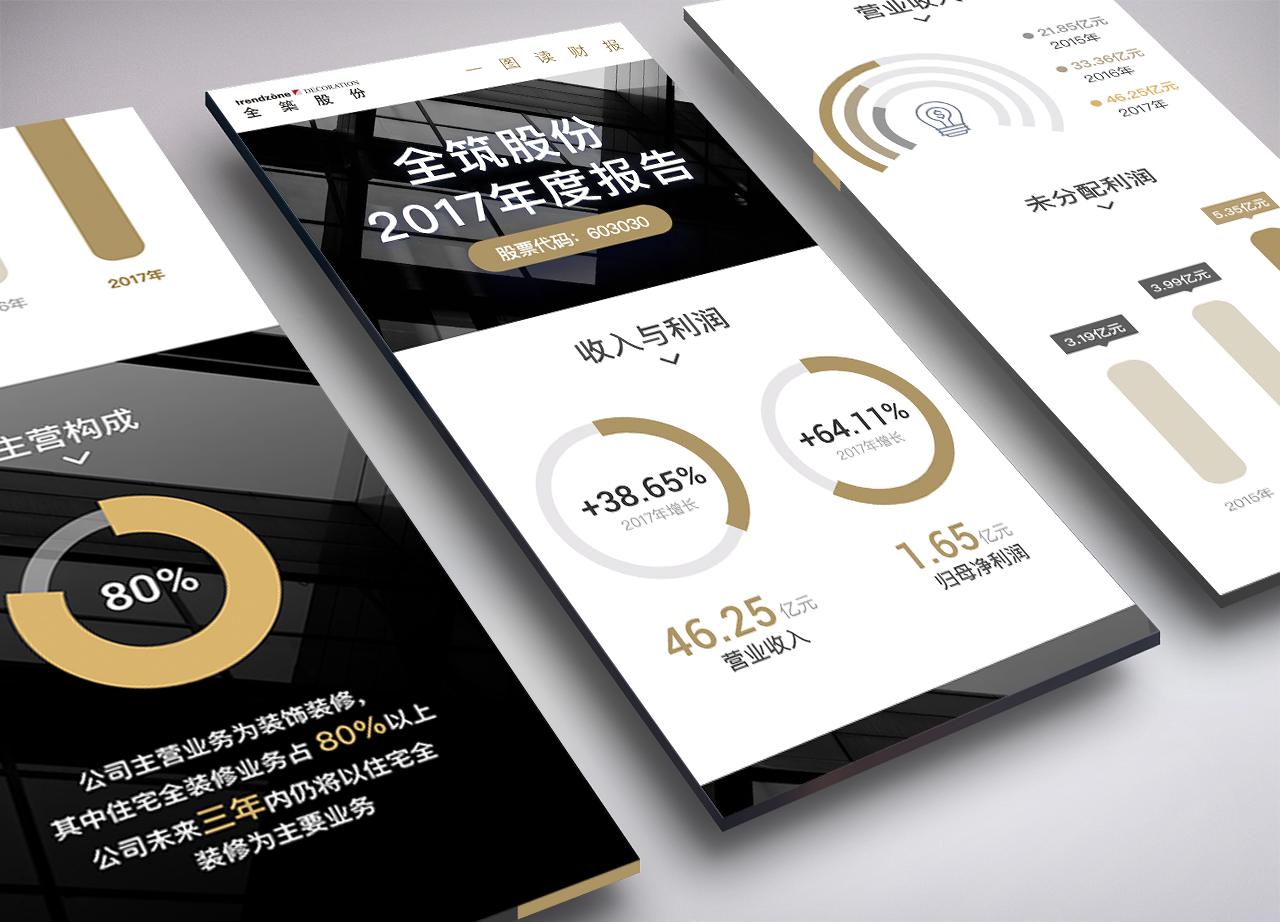 2017年
6年
主营构成
80%
公司主营业务为装饰装修,
其中住宅全装修业务占 80%以上
公司未来三年内仍将以住宅全
装修为主要业务
trendzône DECORATION
全 築 股 份
一 图 读 财 报
全筑股份
2017年度报告
股票代码：603030
收入与利润
+38.65%
2017年增长
46.25 亿元
营业收入
+64.11%
2017年增长
1.65 亿元
归母净利润
营业收入
21.85亿元
2015年
33.36亿元
2016年
46.25亿元
2017年
未分配利润
5.35亿元
3.99亿元
3.19亿元
2015年